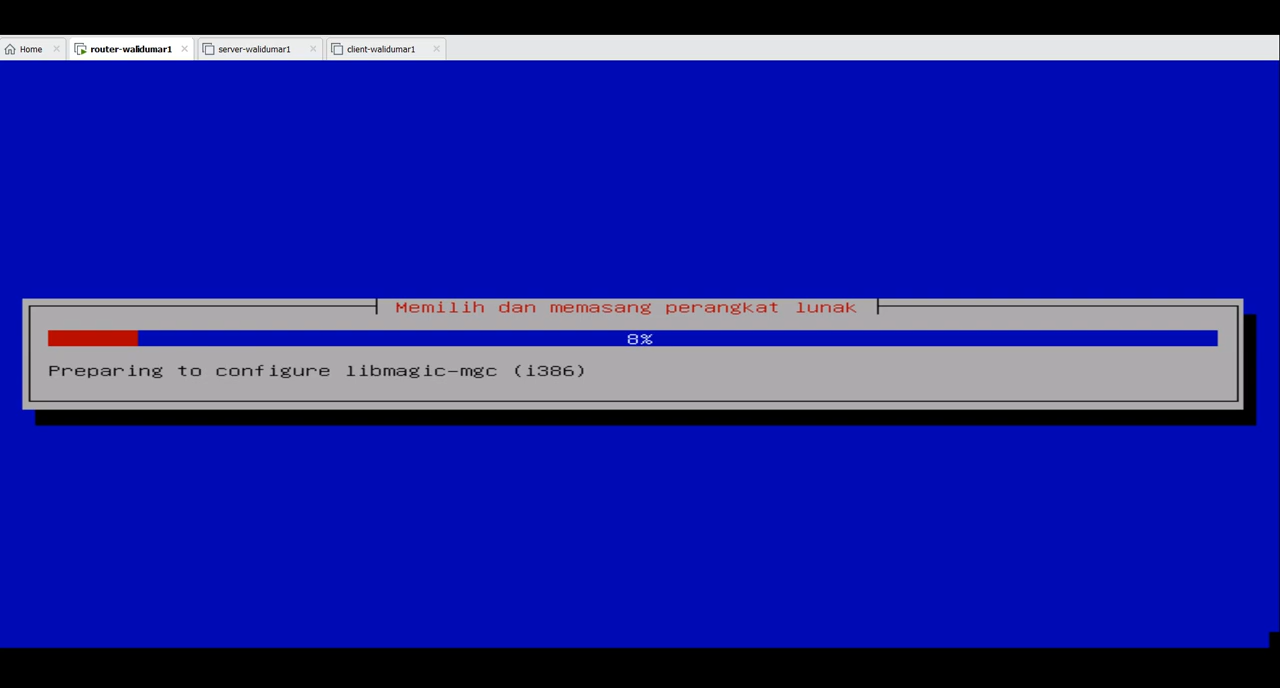 Home
router-walidumar1
server-walidumar1
client-walidumar1
Memilih dan memasang perangkat lunak
8%
Preparing to configure libmagic-mgc (i386)